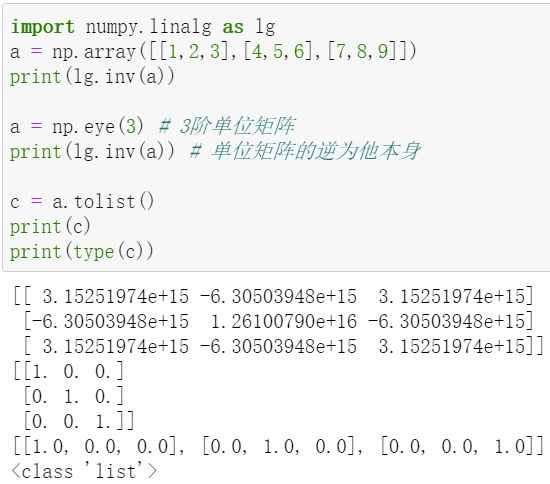 import numpy.linalg as lg
a = np.array([[1,2,3],[4,5,6],[7,8,9]])
print(lg.inv(a))
a = np.eye(3) # 3阶单位矩阵
print(lg.inv(a)) # 单位矩阵的逆为他本身
c = a.tolist()
print(c)
print(type(c))
[[ 3.15251974e+15 -6.30503948e+15  3.15251974e+15]
 [-6.30503948e+15  1.26100790e+16 -6.30503948e+15]
 [ 3.15251974e+15 -6.30503948e+15  3.15251974e+15]]
[[1. 0. 0.]
 [0. 1. 0.]
 [0. 0. 1.]]
[[1.0, 0.0, 0.0], [0.0, 1.0, 0.0], [0.0, 0.0, 1.0]]
<class 'list'>